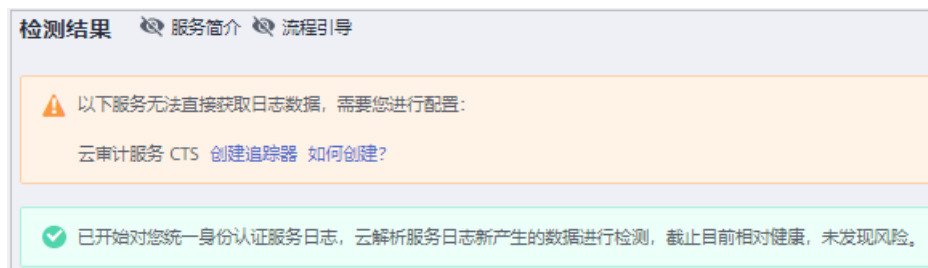 检测结果 服务简介 流程引导
以下服务无法直接获取日志数据，需要您进行配置：
云审计服务 CTS 创建追踪器 如何创建？
已开始对您统一身份认证服务日志，云解析服务日志新产生的数据进行检测，截止目前相对健康，未发现风险。